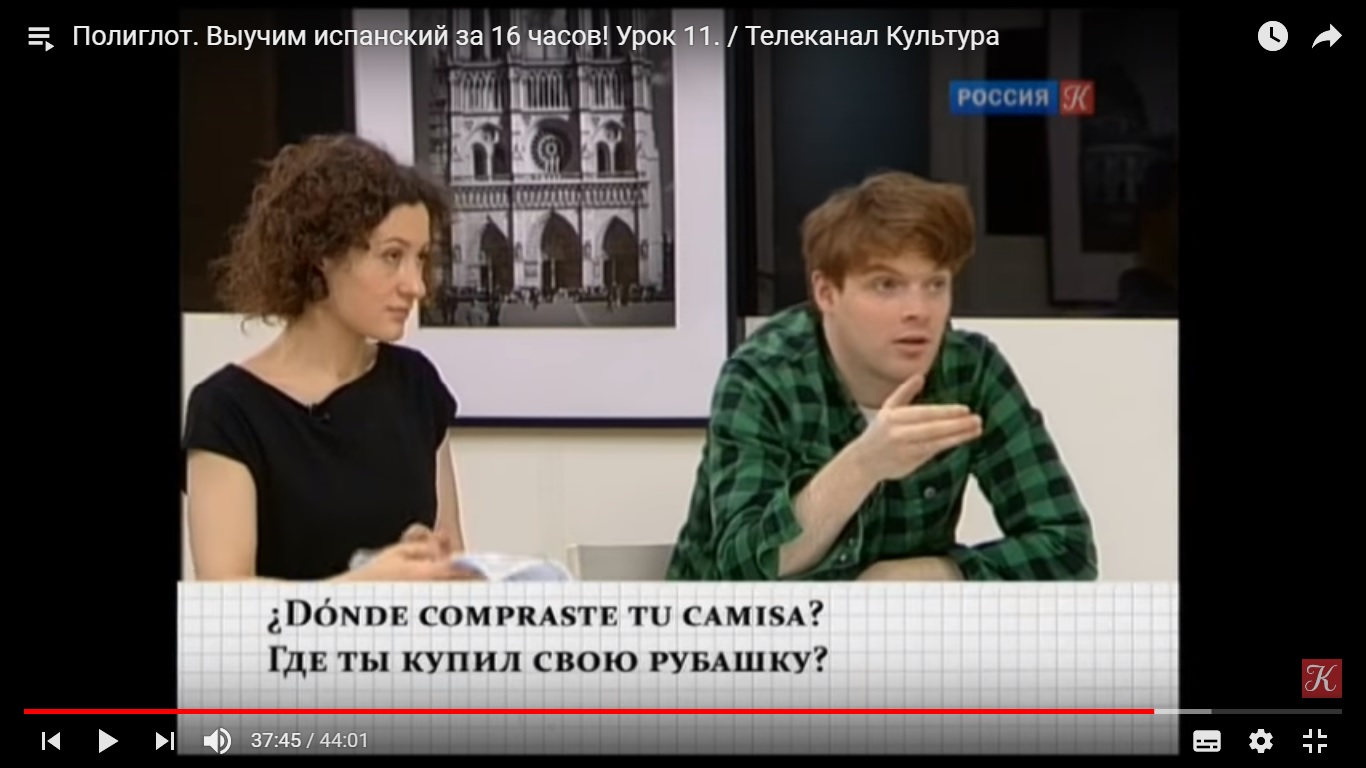 Полиглот. Выучим испанский за 16 часов! Урок 11. / Телеканал Культура
РОССИЯ К
¿Dónde compraste tu camisa?
Где ты купил свою рубашку?
К
37:45 / 44:01